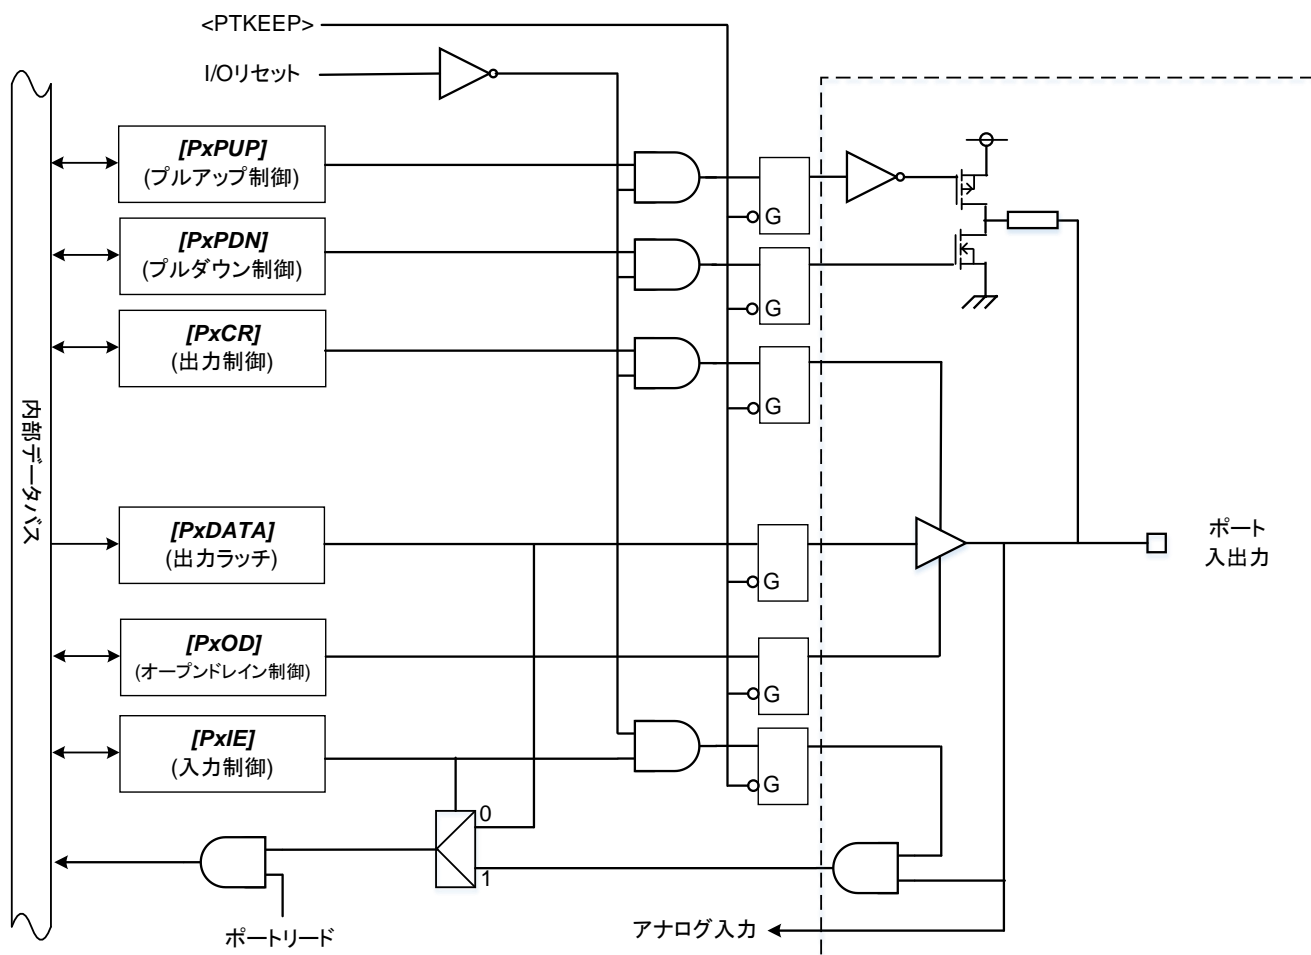 <PTKEEP>
I/Oリセット
[PxPUP]
(プルアップ制御)
G
[PxPDN]
(プルダウン制御)
G
[PxCR]
(出力制御)
G
内部データバス
[PxDATA]
(出力ラッチ)
G
ポート
入出力
[PxOD]
(オープンドレイン制御)
G
[PxIE]
(入力制御)
G
0
1
ポートリード
アナログ入力